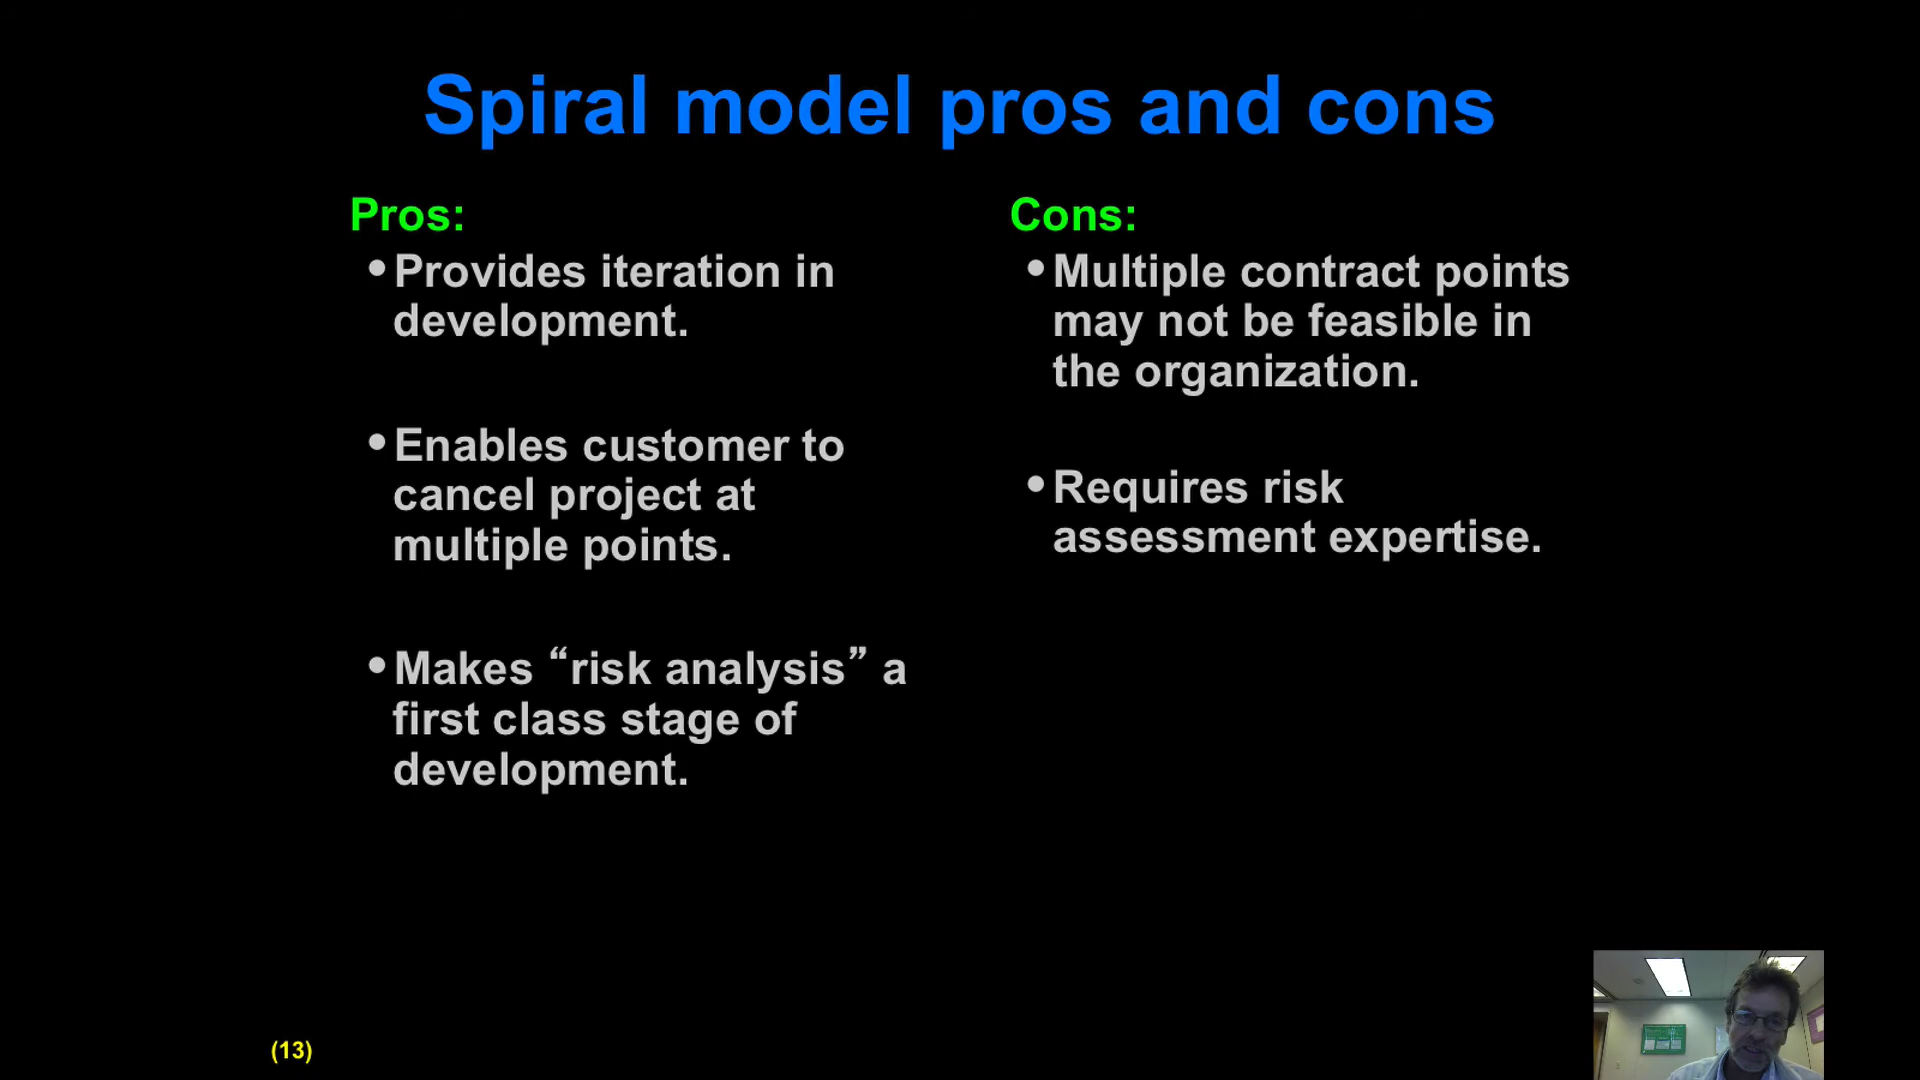 Spiral model pros and cons
Pros:
•Provides iteration in
development.
•Enables customer to
cancel project at
multiple points.
•Makes “risk analysis” a
first class stage of
development.
Cons:
•Multiple contract points
may not be feasible in
the organization.
•Requires risk
assessment expertise.
(13)